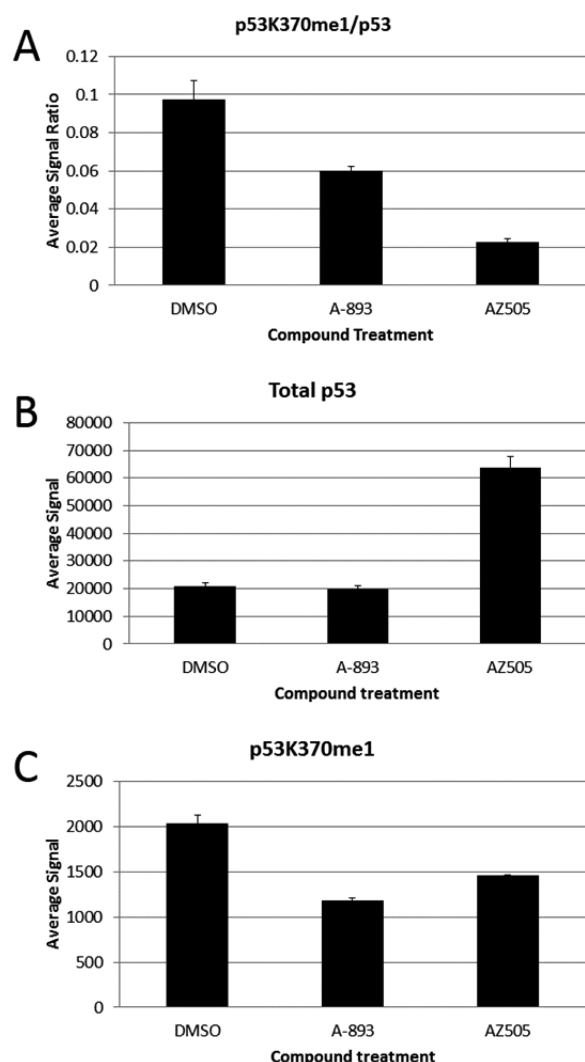 A
p53K370me1/p53
Average Signal Ratio
0.12
0.1
0.08
0.06
0.04
0.02
0
DMSO A-893 AZ505
Compound Treatment
B
Total p53
Average Signal
80000
70000
60000
50000
40000
30000
20000
10000
0
DMSO A-893 AZ505
Compound treatment
C
p53K370me1
Average Signal
2500
2000
1500
1000
500
0
DMSO A-893 AZ505
Compound treatment